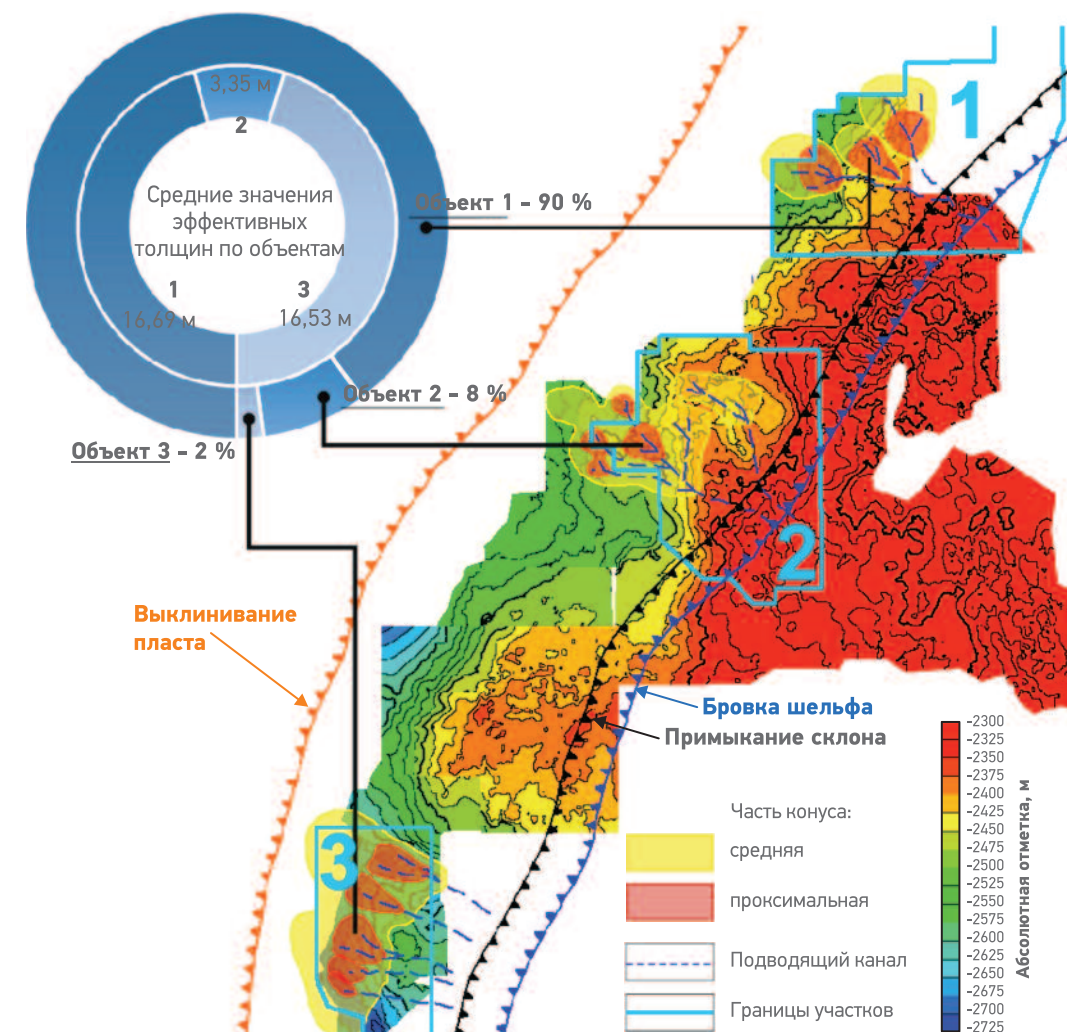 3,35 м
2
Средние значения
эффективных
толщин по объектам
1
3
16,69 м
16,53 м
Объект 1 – 90 %
Объект 2 – 8 %
Объект 3 – 2 %
1
2
3
Выклинивание
пласта
Бровка шельфа
Примыкание склона
Часть конуса:
средняя
проксимальная
Подводящий канал
Границы участков
-2300
-2325
-2350
-2375
-2400
-2425
-2450
-2475
-2500
-2525
-2550
-2575
-2600
-2625
-2650
-2675
-2700
-2725
Абсолютная отметка, м